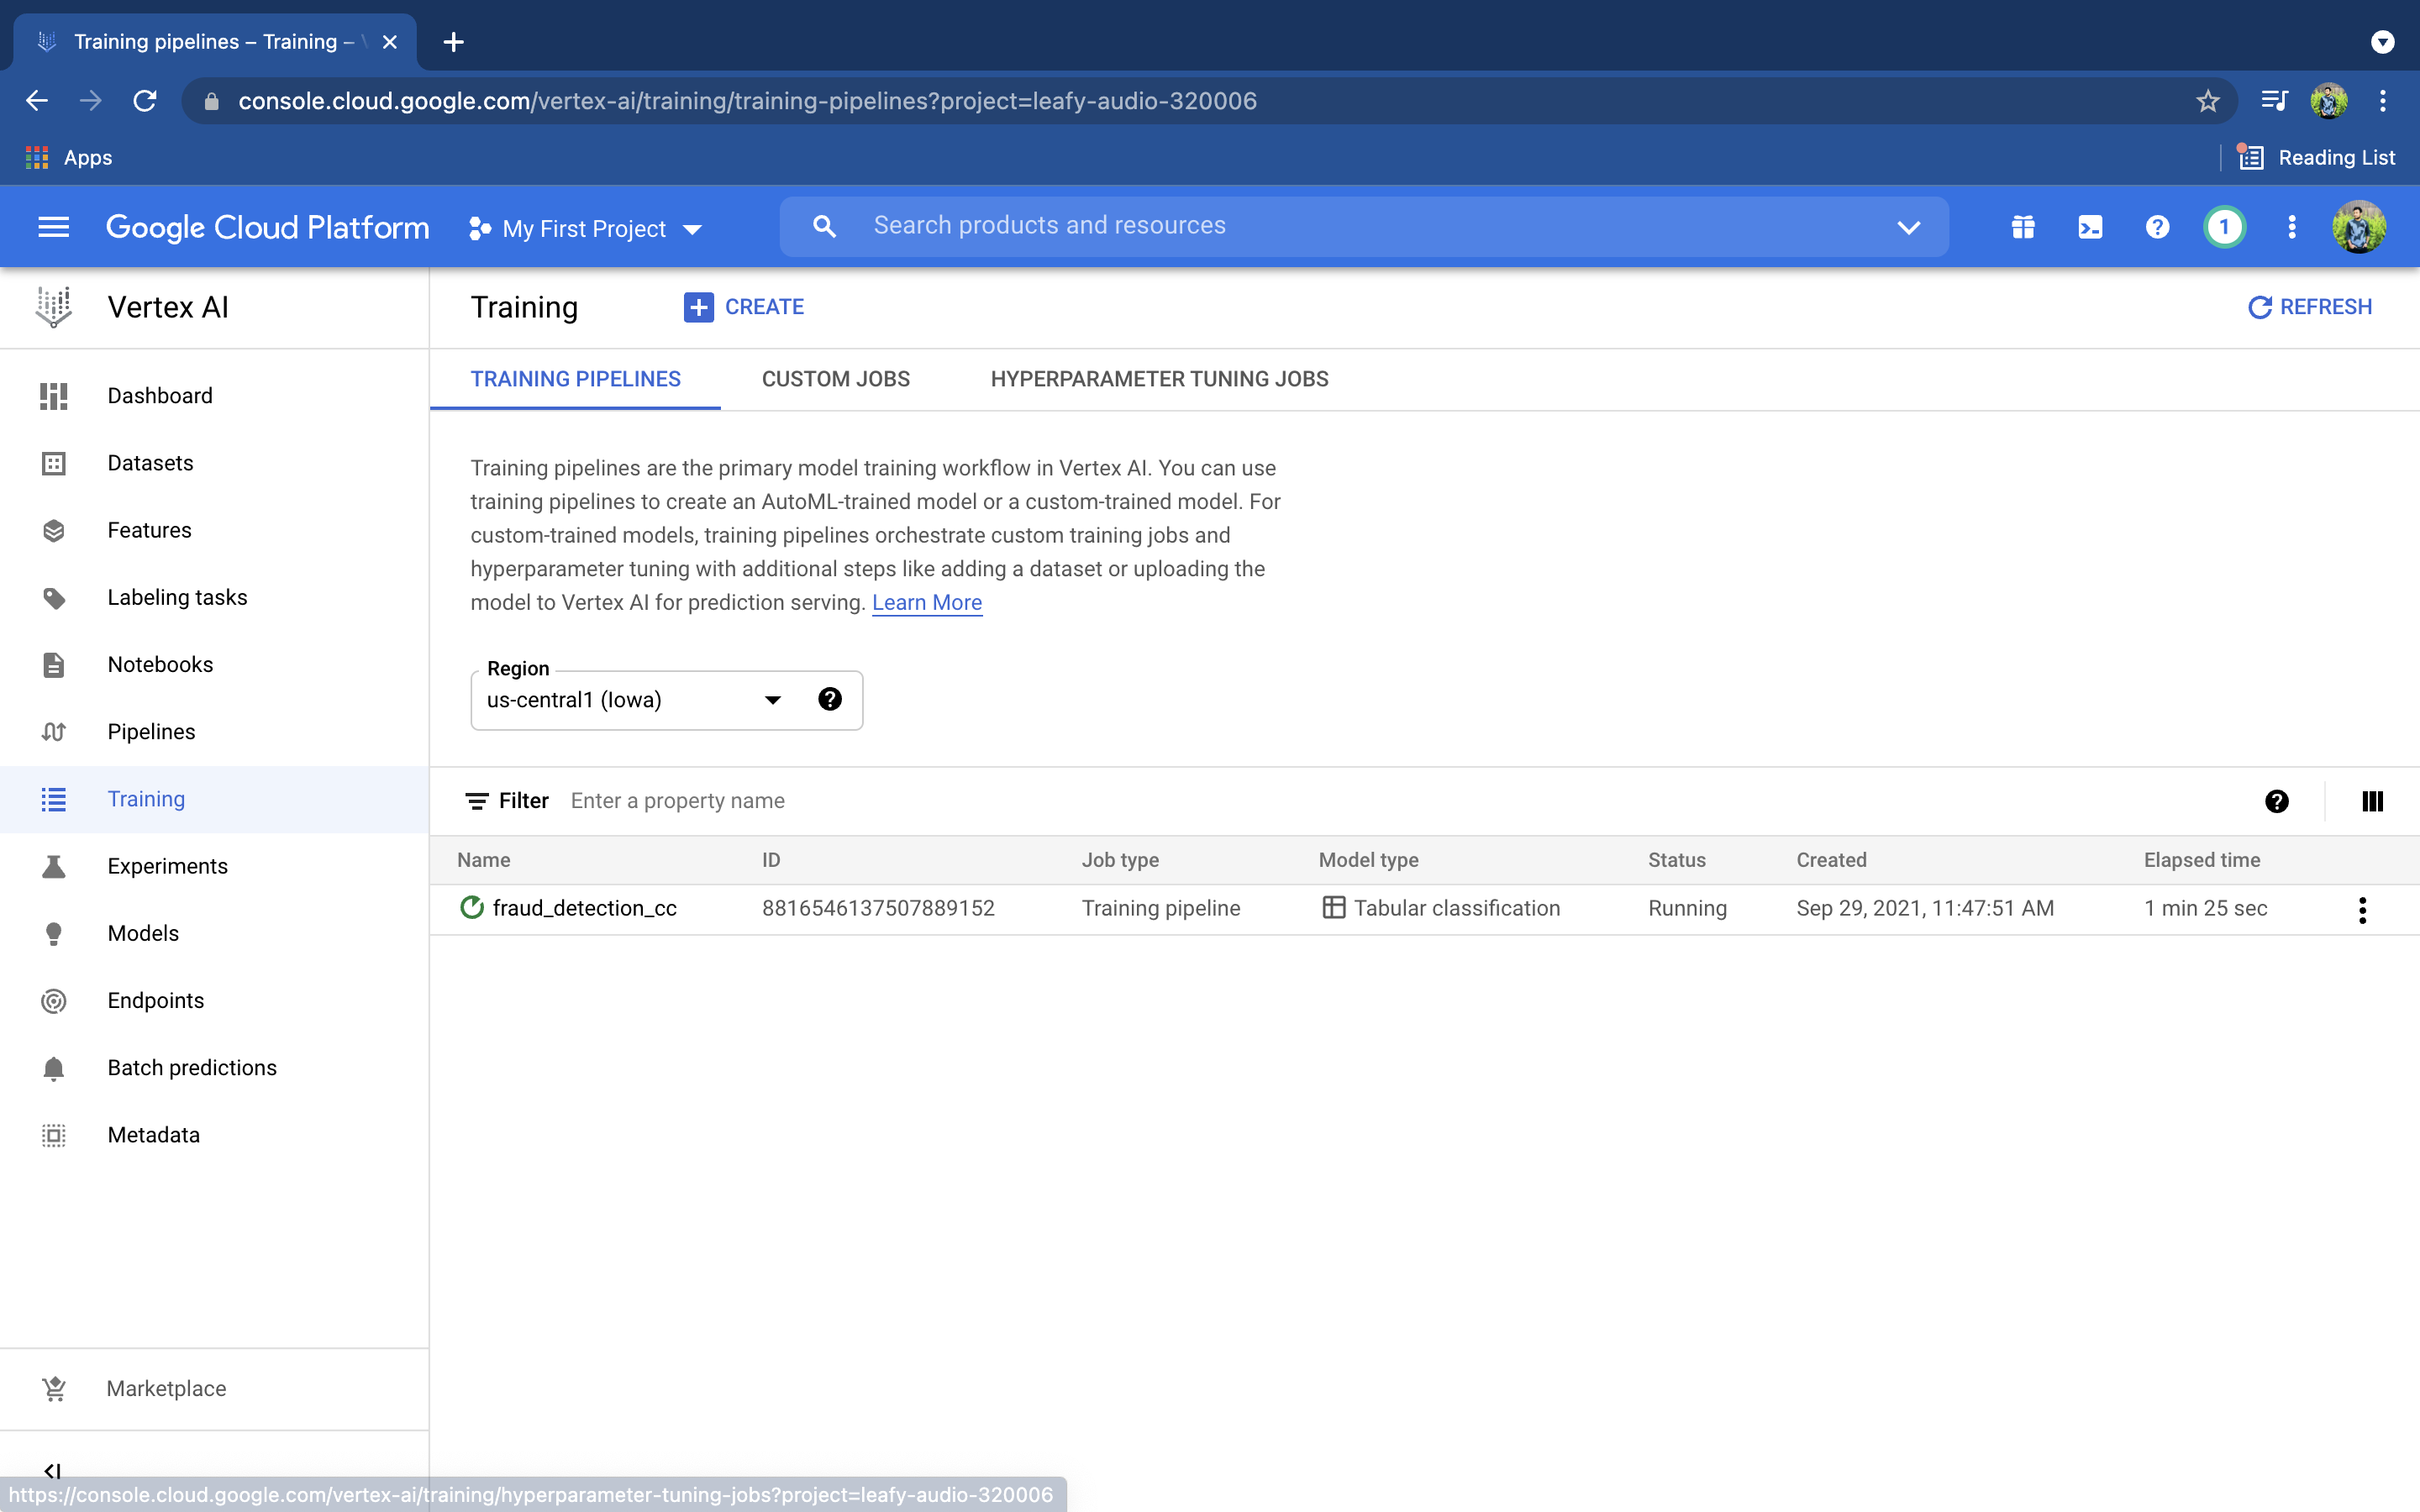 Training pipelines – Training –
console.cloud.google.com/vertex-ai/training/training-pipelines?project=leafy-audio-320006
Apps
Reading List
Google Cloud Platform
My First Project
Search products and resources
1
Vertex AI
Training
CREATE
REFRESH
Dashboard
Datasets
Features
Labeling tasks
Notebooks
Pipelines
Training
Experiments
Models
Endpoints
Batch predictions
Metadata
Marketplace
TRAINING PIPELINES
CUSTOM JOBS
HYPERPARAMETER TUNING JOBS
Training pipelines are the primary model training workflow in Vertex AI. You can use
training pipelines to create an AutoML-trained model or a custom-trained model. For
custom-trained models, training pipelines orchestrate custom training jobs and
hyperparameter tuning with additional steps like adding a dataset or uploading the
model to Vertex AI for prediction serving. Learn More
Region
us-central1 (Iowa)
Filter Enter a property name
Name ID Job type Model type Status Created Elapsed time
fraud_detection_cc 8816546137507889152 Training pipeline Tabular classification Running Sep 29, 2021, 11:47:51 AM 1 min 25 sec
https://console.cloud.google.com/vertex-ai/training/hyperparameter-tuning-jobs?project=leafy-audio-320006